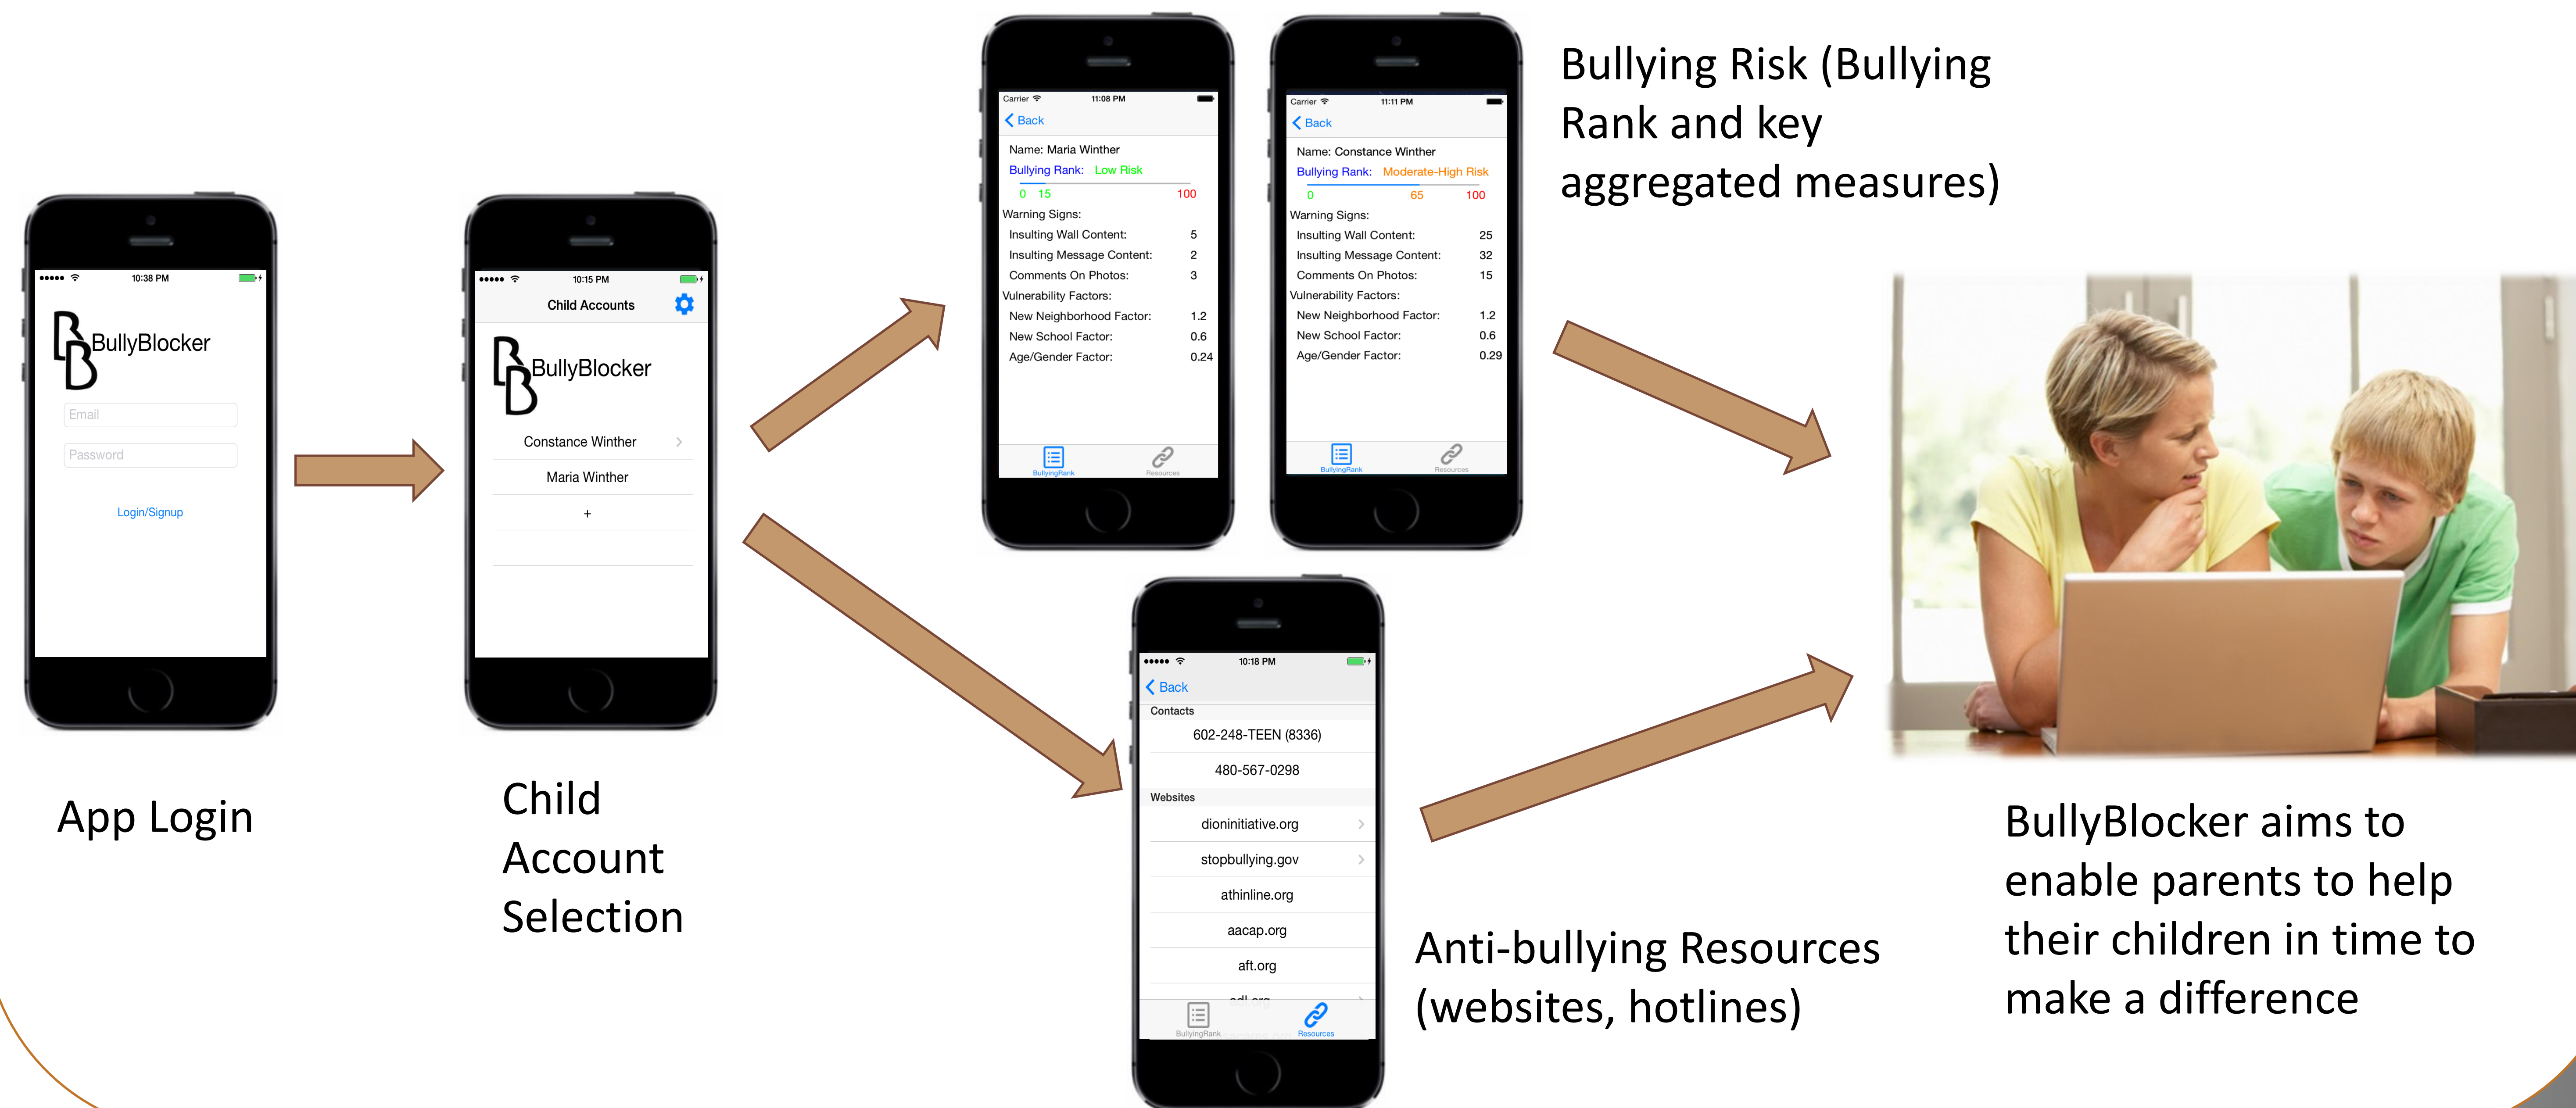 10:38 PM
BullyBlocker
Email
Password
Login/Signup
App Login
10:15 PM
Child Accounts
BullyBlocker
Constance Winther
Maria Winther
+
Child
Account
Selection
Carrier 11:08 PM
Back
Name: Maria Winther
Bullying Rank: Low Risk
0 15 100
Warning Signs:
Insulting Wall Content: 5
Insulting Message Content: 2
Comments On Photos: 3
Vulnerability Factors:
New Neighborhood Factor: 1.2
New School Factor: 0.6
Age/Gender Factor: 0.24
BullyingRank Resources
Carrier 11:11 PM
Back
Name: Constance Winther
Bullying Rank: Moderate-High Risk
0 65 100
Warning Signs:
Insulting Wall Content: 25
Insulting Message Content: 32
Comments On Photos: 15
Vulnerability Factors:
New Neighborhood Factor: 1.2
New School Factor: 0.6
Age/Gender Factor: 0.29
BullyingRank Resources
Bullying Risk (Bullying
Rank and key
aggregated measures)
10:18 PM
Back
Contacts
602-248-TEEN (8336)
480-567-0298
Websites
dioninitiative.org
stopbullying.gov
athinline.org
aacap.org
aft.org
BullyingRank Resources
Anti-bullying Resources
(websites, hotlines)
BullyBlocker aims to
enable parents to help
their children in time to
make a difference